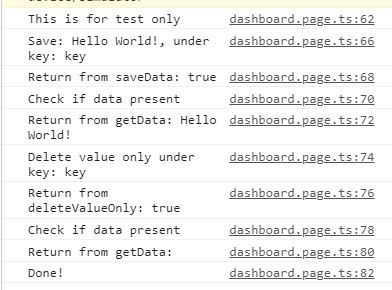 This is for test only dashboard.page.ts:62
Save: Hello World!, under dashboard.page.ts:66
key: key
Return from saveData: true dashboard.page.ts:68
Check if data present dashboard.page.ts:70
Return from getData: Hello dashboard.page.ts:72
World!
Delete value only under dashboard.page.ts:74
key: key
Return from dashboard.page.ts:76
deleteValueOnly: true
Check if data present dashboard.page.ts:78
Return from getData: dashboard.page.ts:80
Done! dashboard.page.ts:82